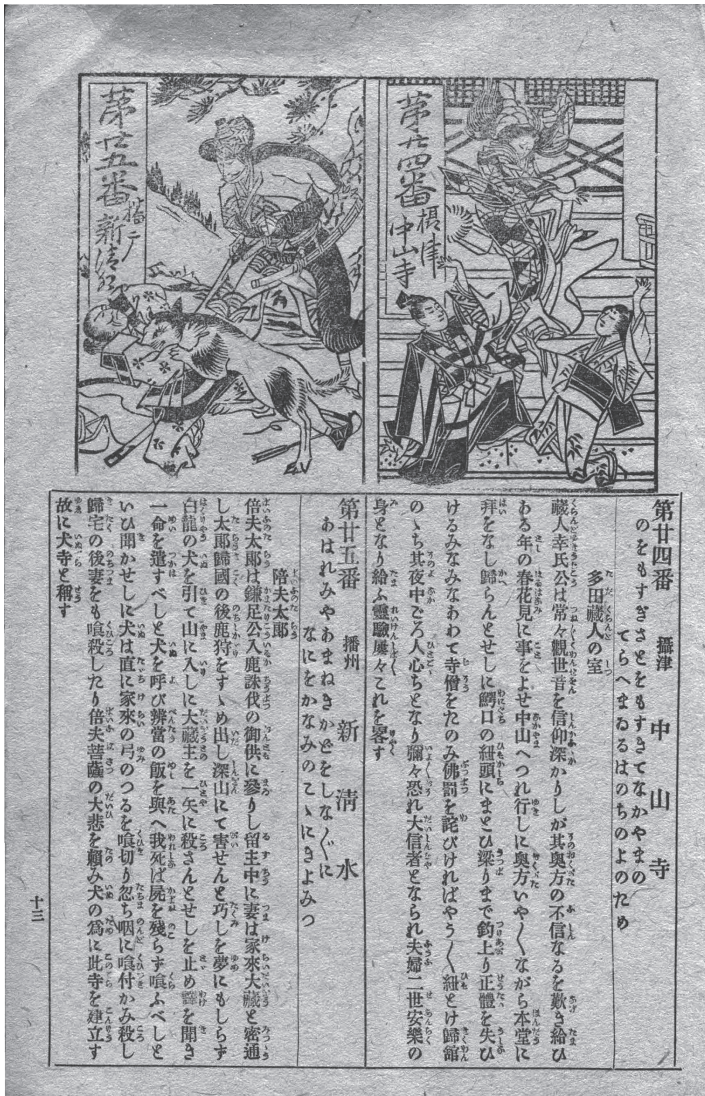 第廿四番
摂津
中山寺
第廿五番
播州
新清水
第廿四番　攝津　中山寺
のをもすぎさとをもすきてなかやまの
てらへまゐるはのちのよのため
多田藏人の室
藏人幸氏公は常々觀世音を信仰深かりしが其奥方の不信なるを歎き給ひ
ある年の春花見に事をよせ中山へつれ行しに奥方いや〱ながら本堂に
拜をなし歸らんとせしに鰐口の紐頭にまとひ梁りまで釣上り正體を失ひ
けるみなみなあわて寺僧をたのみ佛罰を詫びければやう〱紐とけ歸館
のゝち其夜中ごろ人心ちとなり彌々恐れ大信者となられ夫婦二世安樂の
身となり給ふ靈驗屡々これを畧す
第廿五番　播州　新清水
あはれみやあまねきかどをしな〲に
なにをかなみのこゝにきよみつ
陪夫太郎
倍夫太郎は鎌足公入鹿誅伐の御供に參りし留主中に妻は家來大藏と密通
し太郎歸國の後鹿狩をすゝめ出し深山にて害せんと巧しを夢にもしらず
白龍の犬を引て山に入しに大藏主を一矢に殺さんとせしを止め譯を聞き
一命を遣すべしと犬を呼び辨當の飯を與へ我死ば屍を殘らず喰ふべしと
いひ聞かせしに犬は直に家來の弓のつるを喰切り忽ち咽に喰付かみ殺し
歸宅の後妻をも喰殺したり倍夫菩薩の大悲を頼み犬の爲に此寺を建立す
故に犬寺と稱す
十三